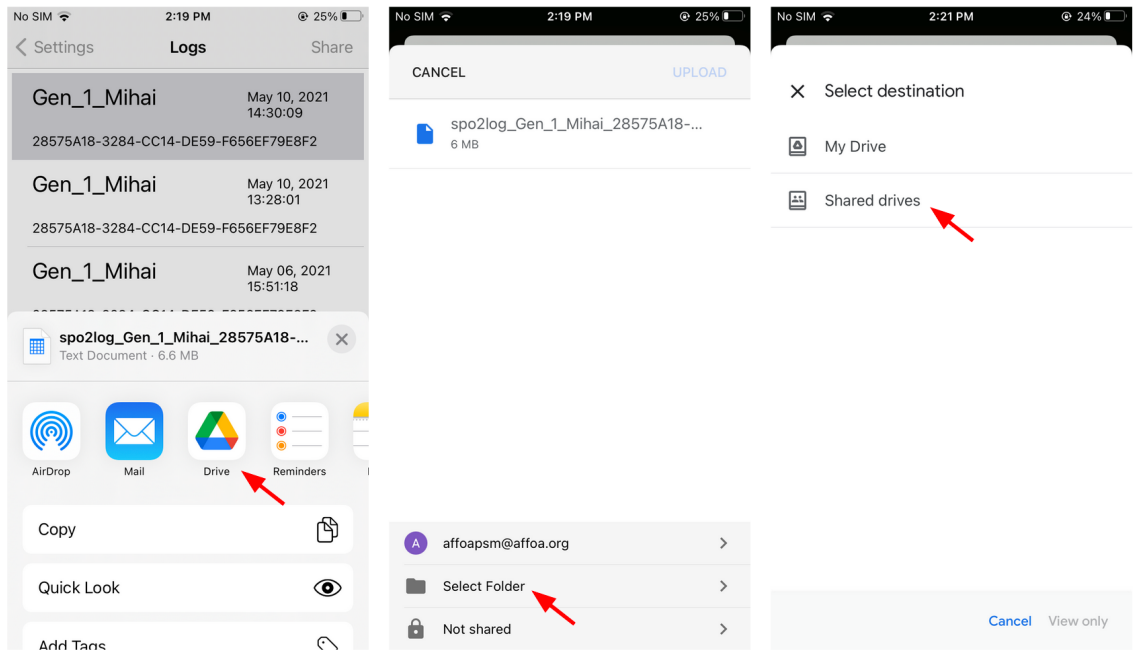 No SIM 2:19 PM 25%
Settings Logs Share
Gen_1_Mihai May 10, 2021
14:30:09
28575A18-3284-CC14-DE59-F656EF79E8F2
Gen_1_Mihai May 10, 2021
13:28:01
28575A18-3284-CC14-DE59-F656EF79E8F2
Gen_1_Mihai May 06, 2021
15:51:18
spo2log_Gen_1_Mihai_28575A18-...
Text Document · 6.6 MB
AirDrop Mail Drive Reminders
Copy
Quick Look
Add Tags
No SIM 2:19 PM 25%
CANCEL UPLOAD
spo2log_Gen_1_Mihai_28575A18-...
6 MB
A affoapsm@affoa.org
Select Folder
Not shared
No SIM 2:21 PM 24%
Select destination
My Drive
Shared drives
Cancel View only